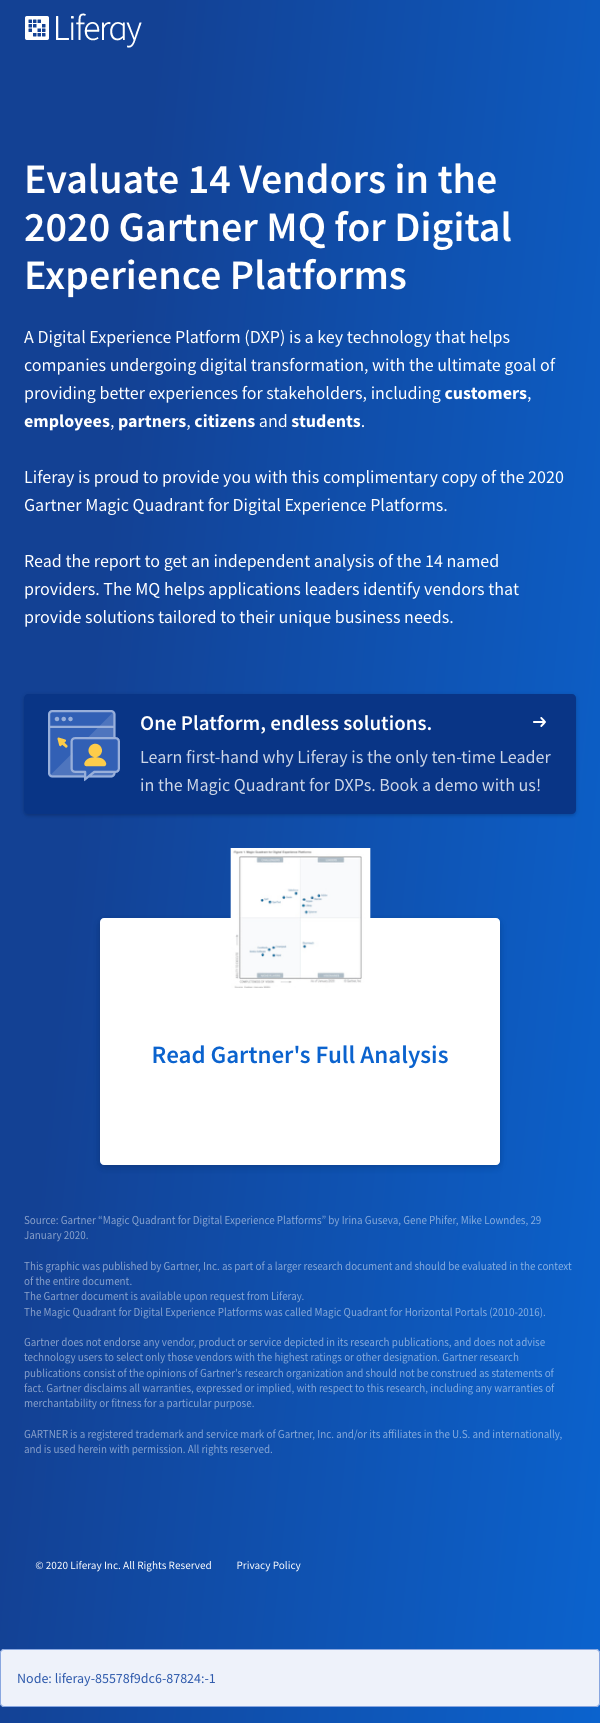 Liferay
Evaluate 14 Vendors in the
2020 Gartner MQ for Digital
Experience Platforms
A Digital Experience Platform (DXP) is a key technology that helps
companies undergoing digital transformation, with the ultimate goal of
providing better experiences for stakeholders, including customers,
employees, partners, citizens and students.
Liferay is proud to provide you with this complimentary copy of the 2020
Gartner Magic Quadrant for Digital Experience Platforms.
Read the report to get an independent analysis of the 14 named
providers. The MQ helps applications leaders identify vendors that
provide solutions tailored to their unique business needs.
One Platform, endless solutions.
Learn first-hand why Liferay is the only ten-time Leader
in the Magic Quadrant for DXPs. Book a demo with us!
Read Gartner's Full Analysis
Source: Gartner “Magic Quadrant for Digital Experience Platforms” by Irina Guseva, Gene Phifer, Mike Lowndes, 29
January 2020.
This graphic was published by Gartner, Inc. as part of a larger research document and should be evaluated in the context
of the entire document.
The Gartner document is available upon request from Liferay.
The Magic Quadrant for Digital Experience Platforms was called Magic Quadrant for Horizontal Portals (2010-2016).
Gartner does not endorse any vendor, product or service depicted in its research publications, and does not advise
technology users to select only those vendors with the highest ratings or other designation. Gartner research
publications consist of the opinions of Gartner's research organization and should not be construed as statements of
fact. Gartner disclaims all warranties, expressed or implied, with respect to this research, including any warranties of
merchantability or fitness for a particular purpose.
GARTNER is a registered trademark and service mark of Gartner, Inc. and/or its affiliates in the U.S. and internationally,
and is used herein with permission. All rights reserved.
© 2020 Liferay Inc. All Rights Reserved Privacy Policy
Node: liferay-85578f9dc6-87824:-1